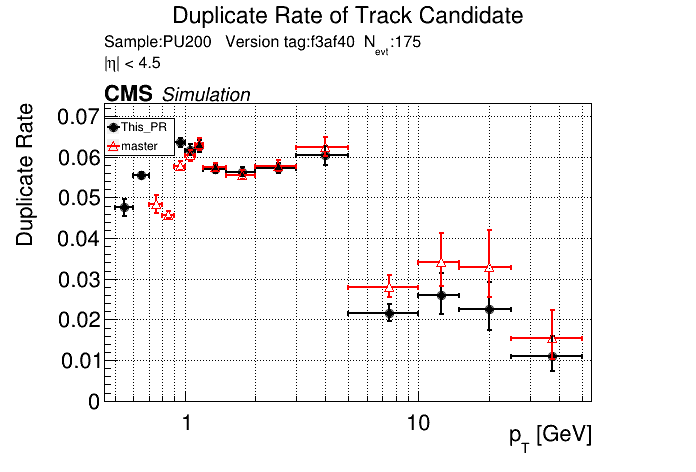 Duplicate Rate of Track Candidate
Sample:PU200 Version tag:f3af40 N_evt:175
|η| < 4.5
CMS Simulation
Duplicate Rate
0.07
0.06
0.05
0.04
0.03
0.02
0.01
0
This_PR
master
1
10
p_T [GeV]